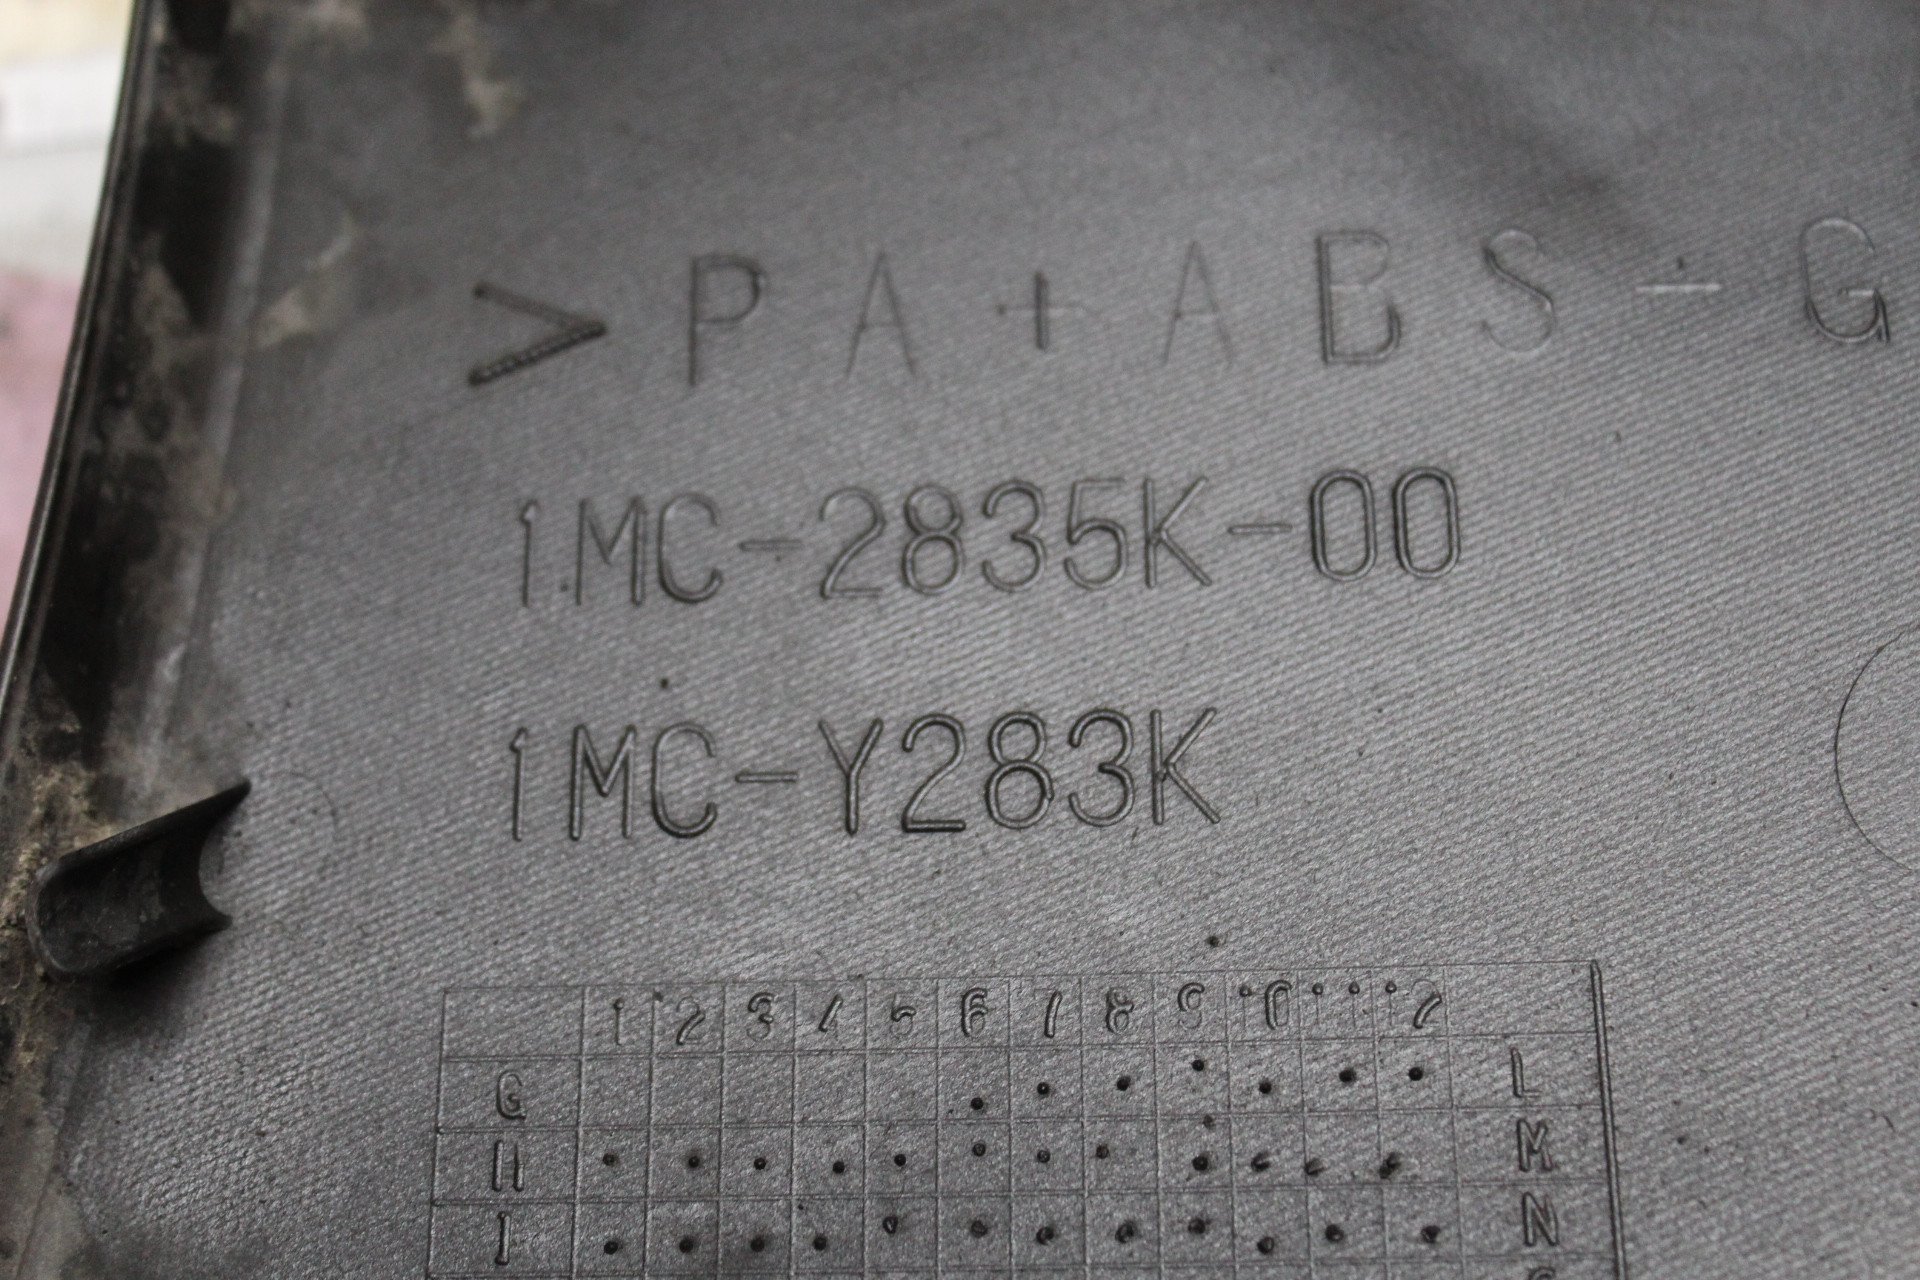 >PA+ABS-G
1MC-2835K-00
1MC-Y283K
1 2 3 4 5 6 7 8 9 10 11 12
G L
H M
I N